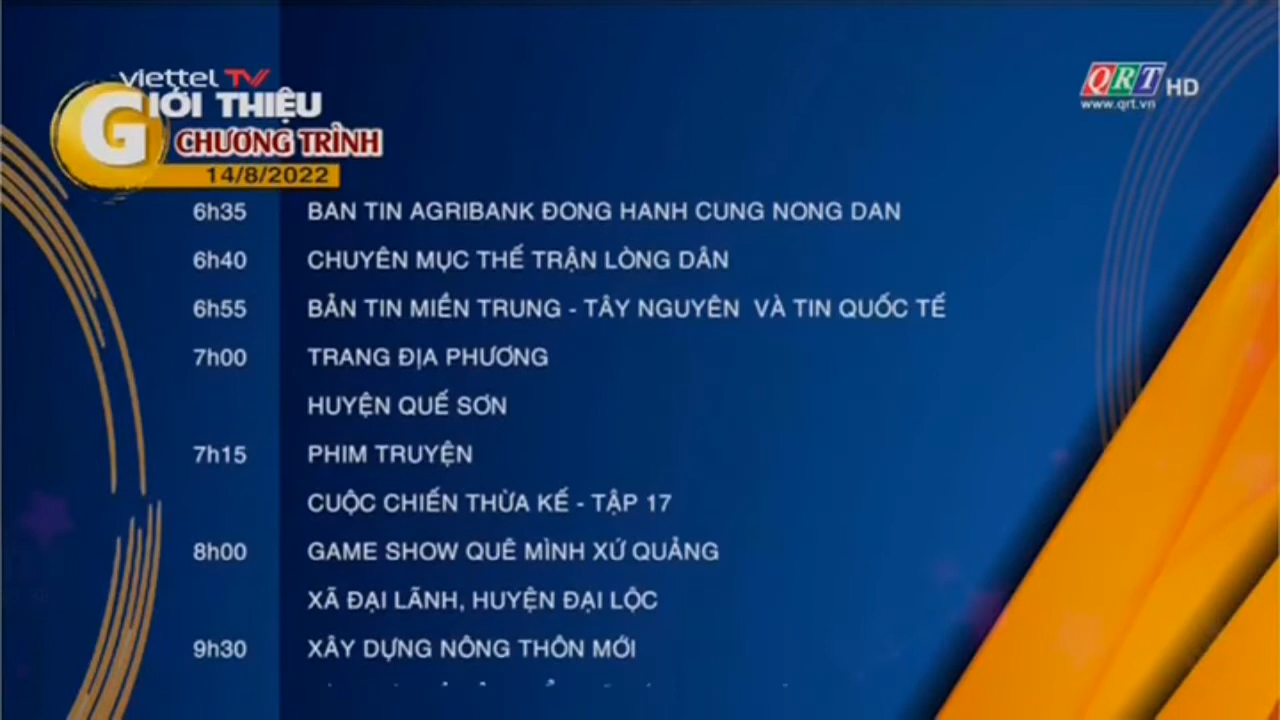 viettel TV
GIỚI THIỆU
CHƯƠNG TRÌNH
14/8/2022
QRT HD
www.qrt.vn
6h35 BAN TIN AGRIBANK ĐONG HANH CUNG NONG DAN
6h40 CHUYÊN MỤC THẾ TRẬN LÒNG DÂN
6h55 BẢN TIN MIỀN TRUNG - TÂY NGUYÊN VÀ TIN QUỐC TẾ
7h00 TRANG ĐỊA PHƯƠNG
HUYỆN QUẾ SƠN
7h15 PHIM TRUYỆN
CUỘC CHIẾN THỪA KẾ - TẬP 17
8h00 GAME SHOW QUÊ MÌNH XỨ QUẢNG
XÃ ĐẠI LÃNH, HUYỆN ĐẠI LỘC
9h30 XÂY DỰNG NÔNG THÔN MỚI